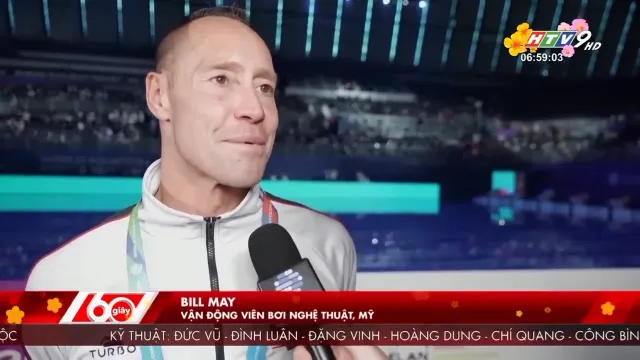 HTV9 HD
06:59:03
BILL MAY
60 giây
VẬN ĐỘNG VIÊN BƠI NGHỆ THUẬT, MỸ
ỘC KỸ THUẬT: ĐỨC VŨ - ĐÌNH LUÂN - ĐĂNG VINH - HOÀNG DUNG - CHÍ QUANG - CÔNG BÌN
TURBO